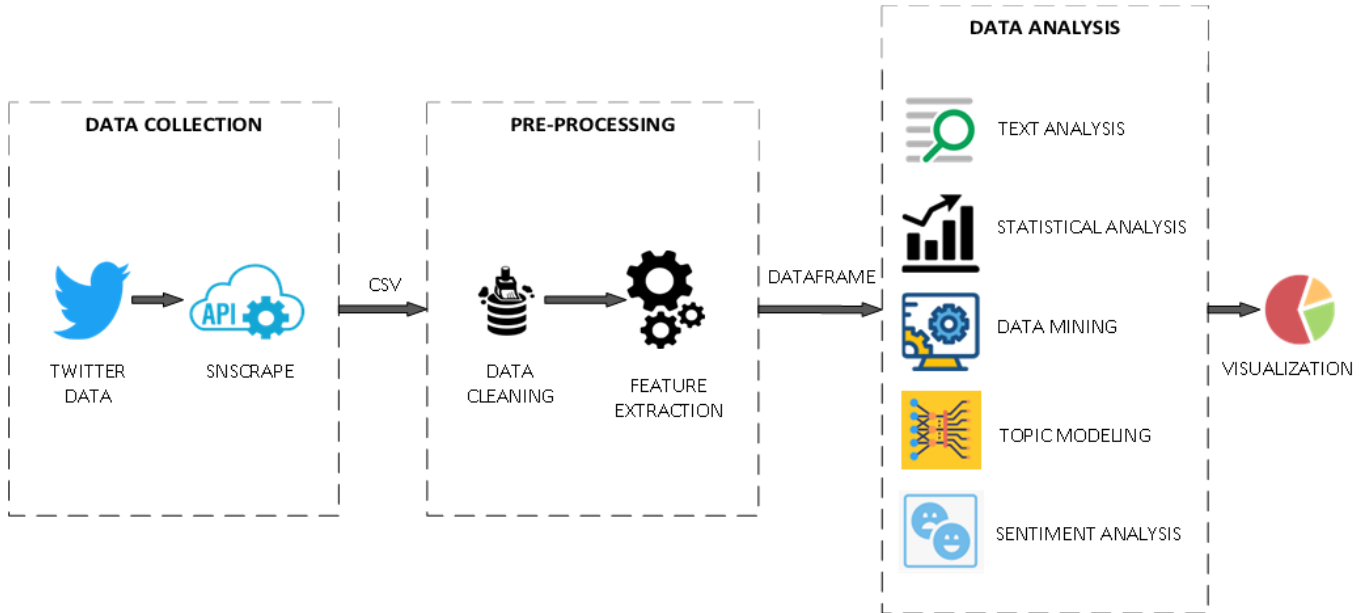 DATA COLLECTION
TWITTER
DATA
API
SNSCRAPE
CSV
PRE-PROCESSING
DATA
CLEANING
FEATURE
EXTRACTION
DATAFRAME
DATA ANALYSIS
TEXT ANALYSIS
STATISTICAL ANALYSIS
DATA MINING
TOPIC MODELING
SENTIMENT ANALYSIS
VISUALIZATION